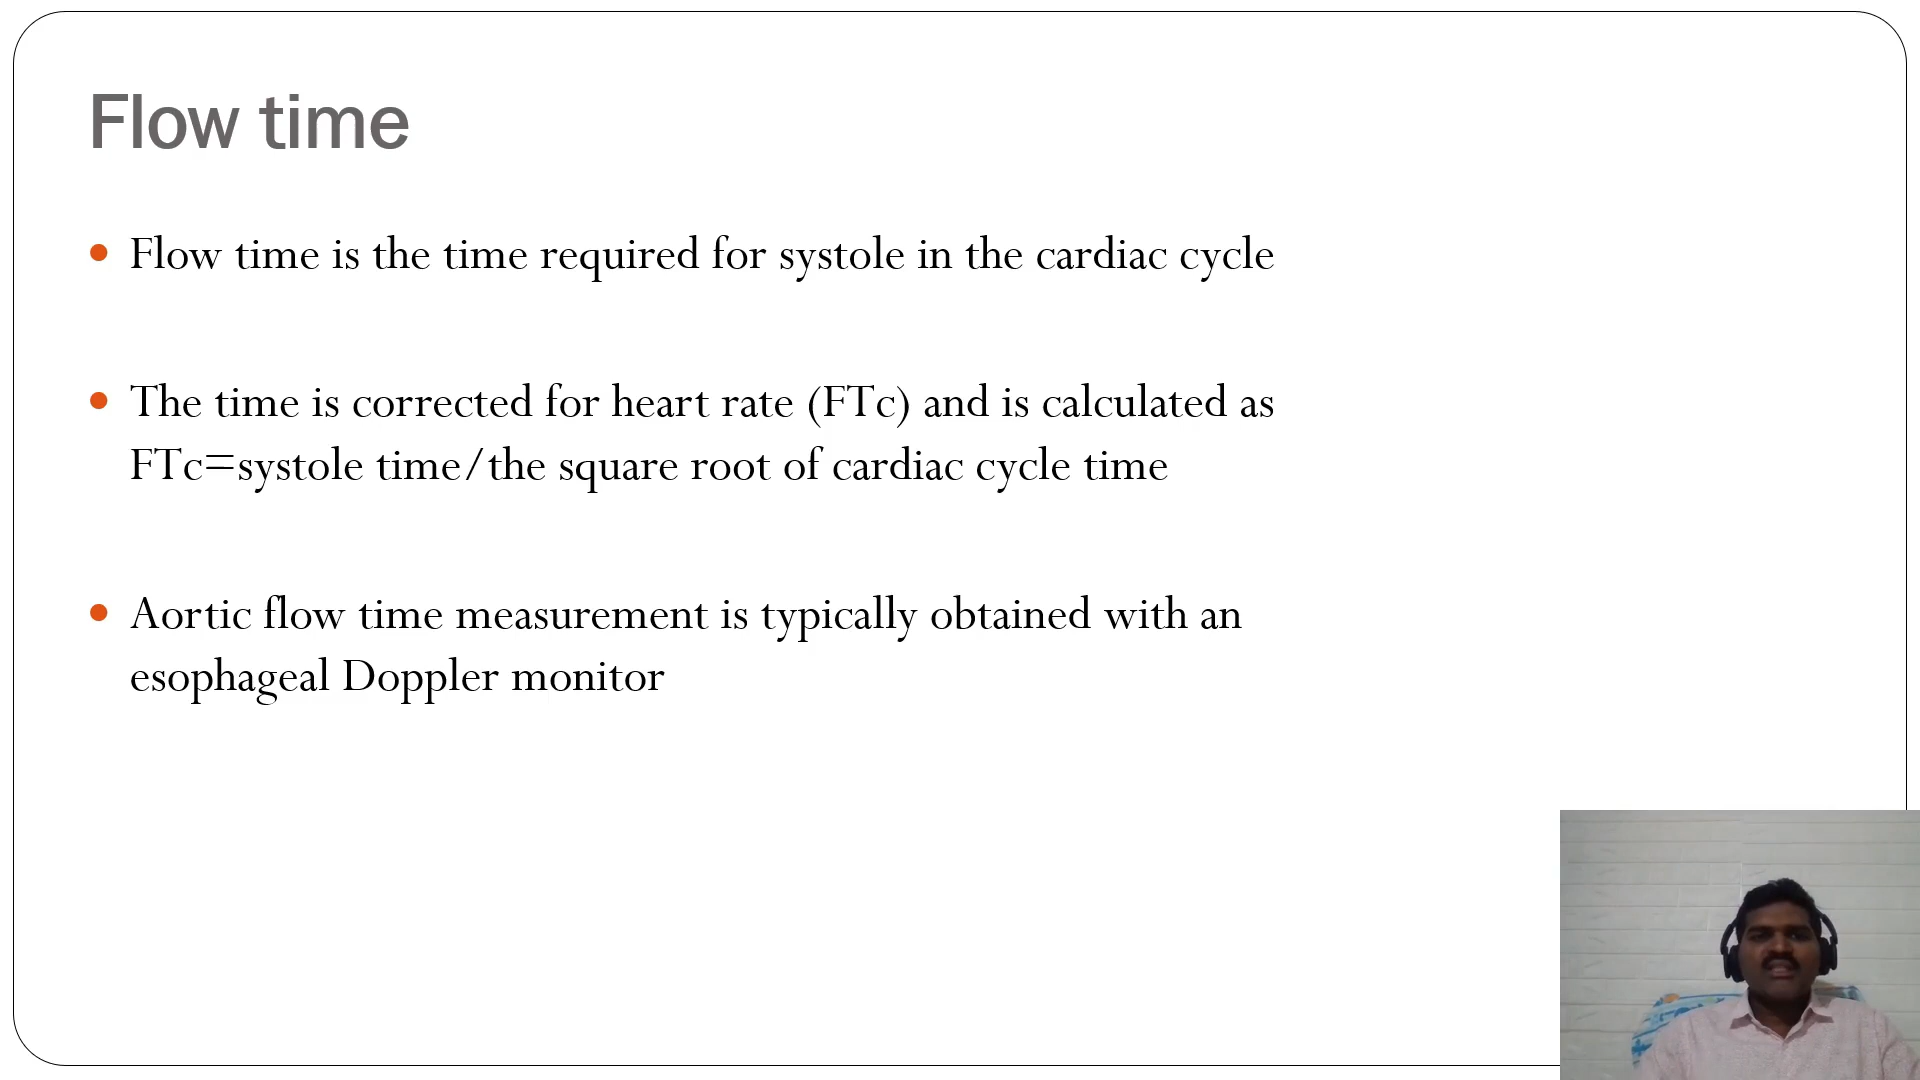 Flow time
Flow time is the time required for systole in the cardiac cycle
The time is corrected for heart rate (FTc) and is calculated as
FTc=systole time/the square root of cardiac cycle time
Aortic flow time measurement is typically obtained with an
esophageal Doppler monitor